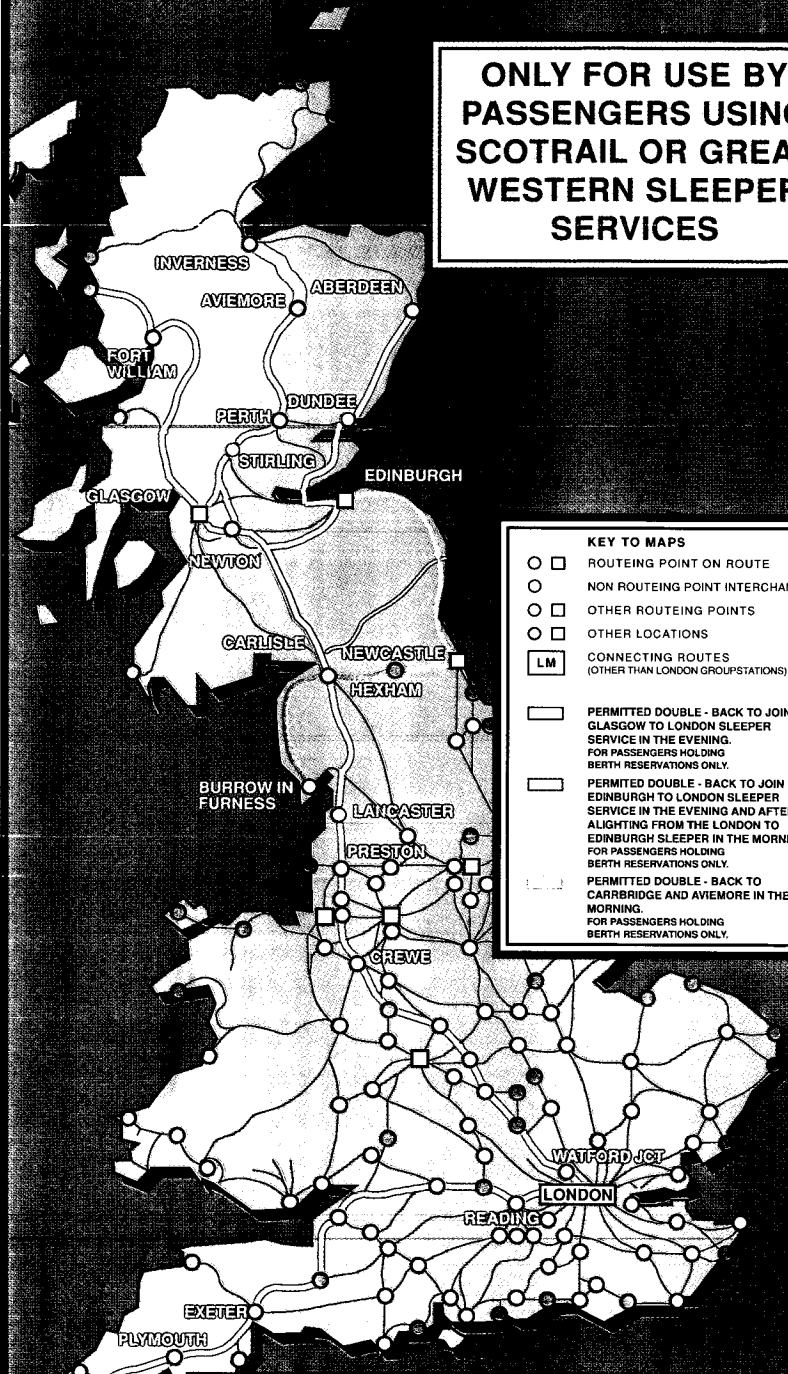 ONLY FOR USE BY
PASSENGERS USING
SCOTRAIL OR GREA
WESTERN SLEEPER
SERVICES
INVERNESS
AVIEMORE
ABERDEEN
FORT
WILLIAM
PERTH
DUNDEE
STIRLING
EDINBURGH
GLASGOW
NEWTON
CARLISLE
NEWCASTLE
HEXHAM
BURROW IN
FURNESS
LANCASTER
PRESTON
CREWE
WATFORD JCT
LONDON
READING
EXETER
PLYMOUTH
KEY TO MAPS
ROUTEING POINT ON ROUTE
NON ROUTEING POINT INTERCHAN
OTHER ROUTEING POINTS
OTHER LOCATIONS
LM CONNECTING ROUTES
(OTHER THAN LONDON GROUP STATIONS)
PERMITTED DOUBLE - BACK TO JOIN
GLASGOW TO LONDON SLEEPER
SERVICE IN THE EVENING.
FOR PASSENGERS HOLDING
BERTH RESERVATIONS ONLY.
PERMITED DOUBLE - BACK TO JOIN
EDINBURGH TO LONDON SLEEPER
SERVICE IN THE EVENING AND AFTE
ALIGHTING FROM THE LONDON TO
EDINBURGH SLEEPER IN THE MORNI
FOR PASSENGERS HOLDING
BERTH RESERVATIONS ONLY.
PERMITTED DOUBLE - BACK TO
CARRBRIDGE AND AVIEMORE IN THE
MORNING.
FOR PASSENGERS HOLDING
BERTH RESERVATIONS ONLY.